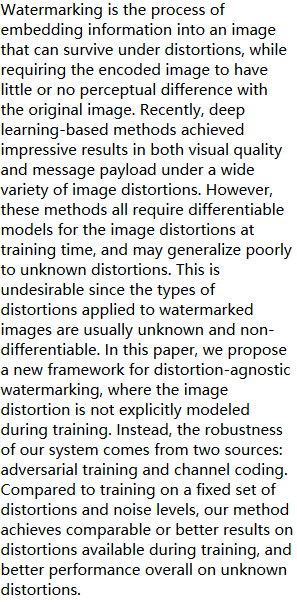 Watermarking is the process of
embedding information into an image
that can survive under distortions, while
requiring the encoded image to have
little or no perceptual difference with
the original image. Recently, deep
learning-based methods achieved
impressive results in both visual quality
and message payload under a wide
variety of image distortions. However,
these methods all require differentiable
models for the image distortions at
training time, and may generalize poorly
to unknown distortions. This is
undesirable since the types of
distortions applied to watermarked
images are usually unknown and non-
differentiable. In this paper, we propose
a new framework for distortion-agnostic
watermarking, where the image
distortion is not explicitly modeled
during training. Instead, the robustness
of our system comes from two sources:
adversarial training and channel coding.
Compared to training on a fixed set of
distortions and noise levels, our method
achieves comparable or better results on
distortions available during training, and
better performance overall on unknown
distortions.